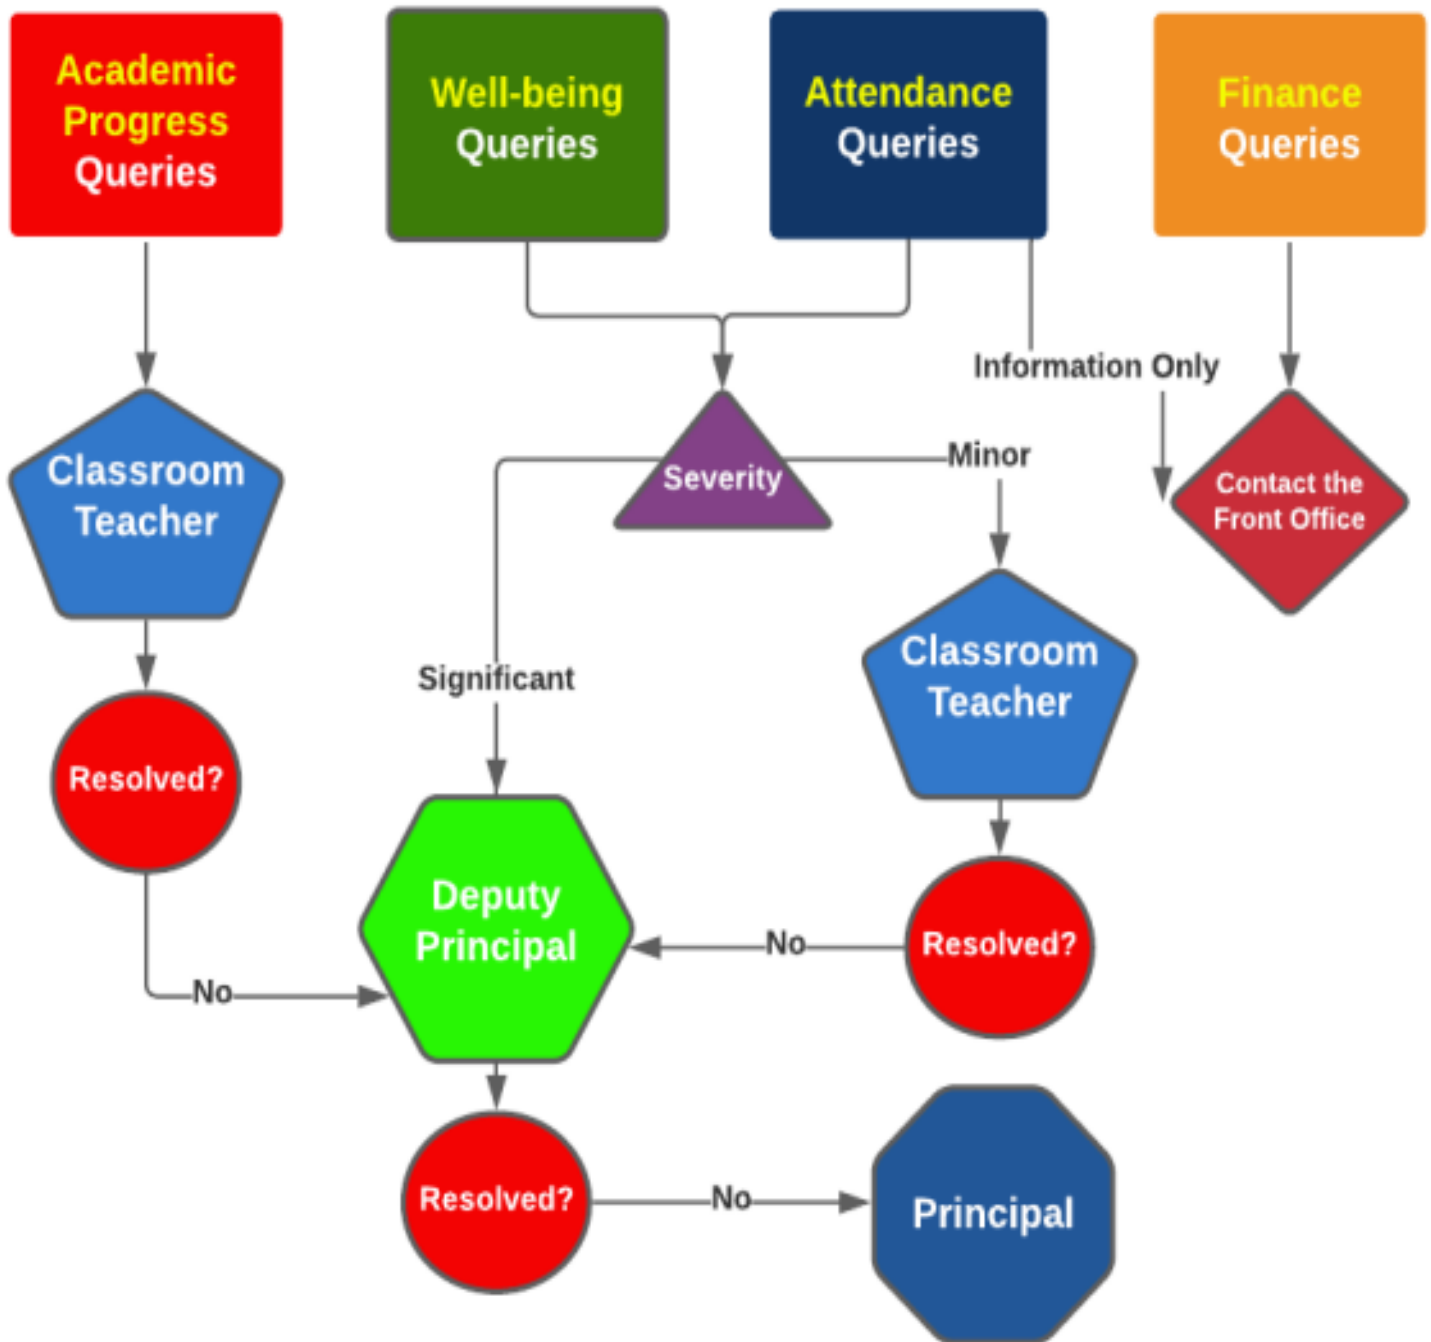 Academic
Progress
Queries
Well-being
Queries
Attendance
Queries
Finance
Queries
Information Only
Classroom
Teacher
Severity
Minor
Contact the
Front Office
Significant
Classroom
Teacher
Resolved?
Deputy
Principal
No
Resolved?
No
Resolved?
No
Principal